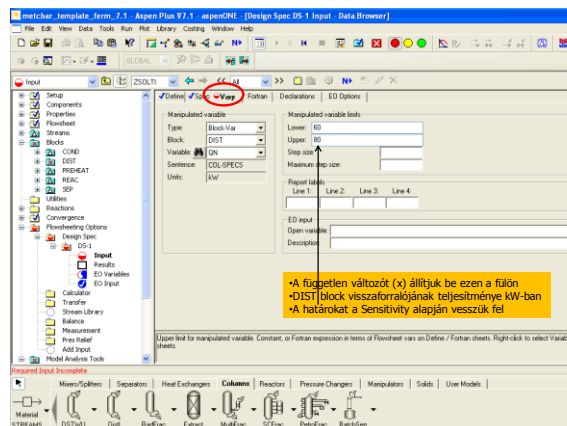 metcbar_template_ferm_7.1 - Aspen Plus V7.1 - aspenONE - [Design Spec DS-1 Input - Data Browser]
File Edit View Data Tools Run Plot Library Costing Window Help
GLOBAL
Input ZSOLTI << All >> N>
Setup
Components
Properties
Flowsheet
Streams
Blocks
COND
DIST
PREHEAT
REAC
SEP
Utilities
Reactions
Convergence
Flowsheeting Options
Design Spec
DS-1
Input
Results
EO Variables
EO Input
Calculator
Transfer
Stream Library
Balance
Measurement
Pres Relief
Add Input
Model Analysis Tools
Define Spec Vary Fortran Declarations EO Options
Manipulated variable
Type: Block-Var
Block: DIST
Variable: QN
Sentence: COL-SPECS
Units: kW
Manipulated variable limits
Lower: 60
Upper: 80
Step size:
Maximum step size:
Report labels
Line 1: Line 2: Line 3: Line 4:
EO input
Open variable:
Description:
•A független változót (x) állítjuk be ezen a fülön
•DIST block visszaforralójának teljesítménye kW-ban
•A határokat a Sensitivity alapján vesszük fel
Upper limit for manipulated variable. Constant, or Fortran expression in terms of Flowsheet vars on Define / Fortran sheets. Right-click to select Variab
sheets.
Required Input Incomplete
Mixers/Splitters Separators Heat Exchangers Columns Reactors Pressure Changers Manipulators Solids User Models
Material
STREAMS DSTWU Distl RadFrac Extract MultiFrac SCFrac PetroFrac BatchSep